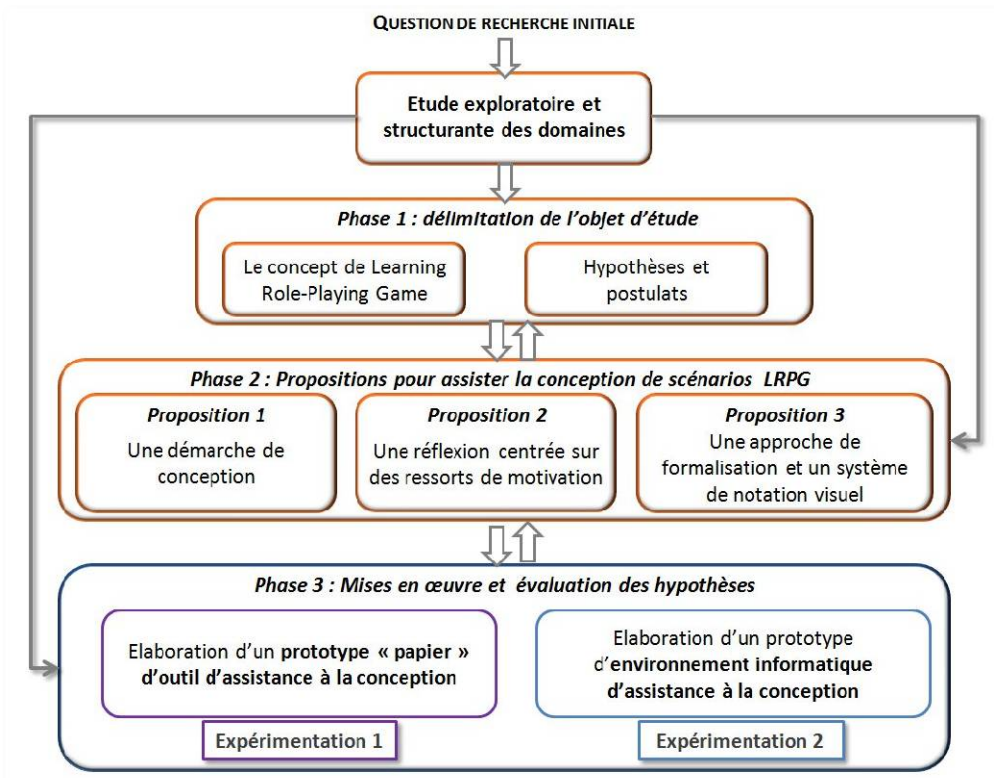 QUESTION DE RECHERCHE INITIALE
Etude exploratoire et
structurante des domaines
Phase 1 : délimitation de l'objet d'étude
Le concept de Learning
Role-Playing Game
Hypothèses et
postulats
Phase 2 : Propositions pour assister la conception de scénarios LRPG
Proposition 1
Une démarche de
conception
Proposition 2
Une réflexion centrée sur
des ressorts de motivation
Proposition 3
Une approche de
formalisation et un système
de notation visuel
Phase 3 : Mises en œuvre et évaluation des hypothèses
Elaboration d'un prototype « papier »
d'outil d'assistance à la conception
Expérimentation 1
Elaboration d'un prototype
d'environnement informatique
d'assistance à la conception
Expérimentation 2